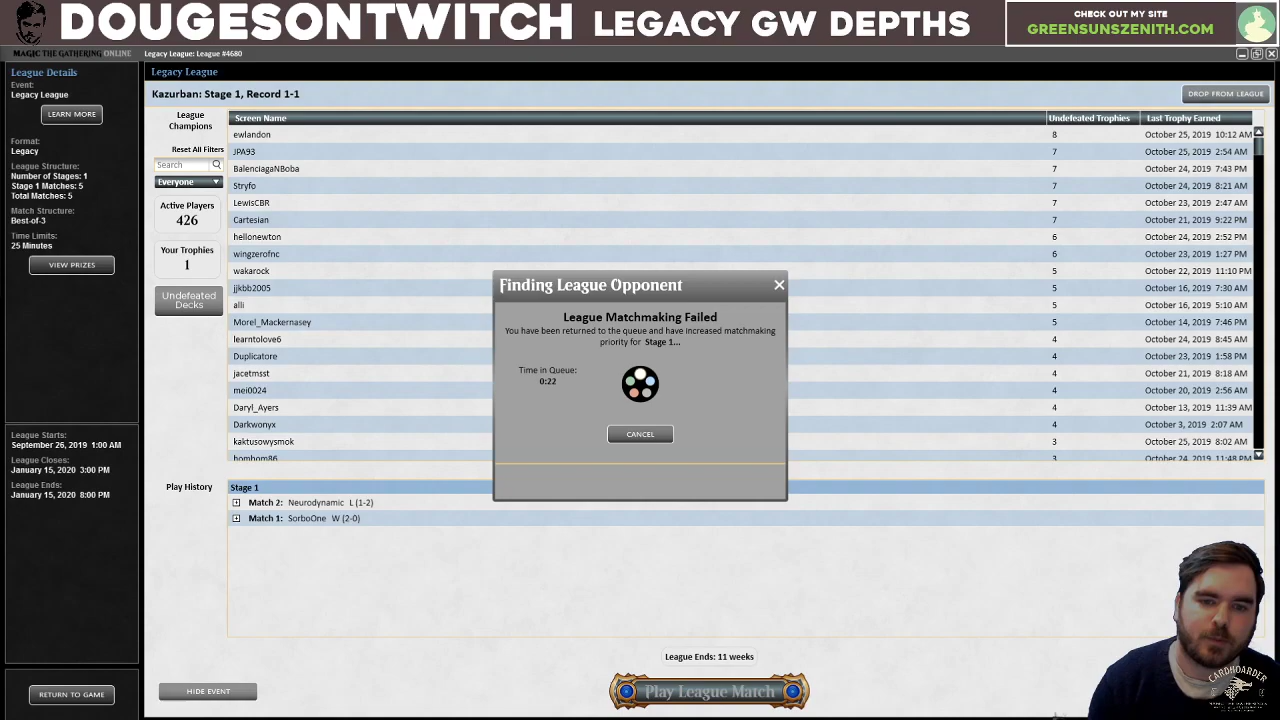 DOUGESONTWITCH
LEGACY GW DEPTHS
CHECK OUT MY SITE
GREENSUNSZENITH.COM
MAGIC THE GATHERING ONLINE
Legacy League: League #4680
League Details
Event:
Legacy League
LEARN MORE
Format:
Legacy
League Structure:
Number of Stages: 1
Stage 1 Matches: 5
Total Matches: 5
Match Structure:
Best-of-3
Time Limits:
25 Minutes
VIEW PRIZES
League Starts:
September 26, 2019 1:00 AM
League Closes:
January 15, 2020 3:00 PM
League Ends:
January 15, 2020 8:00 PM
RETURN TO GAME
Legacy League
Kazurban: Stage 1, Record 1-1
DROP FROM LEAGUE
League
Champions
Reset All Filters
Search
Everyone
Active Players
426
Your Trophies
1
Undefeated
Decks
Screen Name Undefeated Trophies Last Trophy Earned
ewlandon 8 October 25, 2019 10:12 AM
JPA93 7 October 25, 2019 2:54 AM
BalenciagaNBoba 7 October 24, 2019 7:43 PM
Stryfo 7 October 24, 2019 8:21 AM
LewisCBR 7 October 23, 2019 2:47 AM
Cartesian 7 October 21, 2019 9:22 PM
hellonewton 6 October 24, 2019 2:52 PM
wingzerofnc 6 October 23, 2019 1:27 PM
wakarock 5 October 22, 2019 11:10 PM
jjkbb2005 5 October 16, 2019 7:30 AM
alli 5 October 16, 2019 5:10 AM
Morel_Mackernasey 5 October 14, 2019 7:46 PM
learntolove6 4 October 24, 2019 8:45 AM
Duplicatore 4 October 23, 2019 1:58 PM
jacetmsst 4 October 21, 2019 8:18 AM
mei0024 4 October 20, 2019 2:56 AM
Daryl_Ayers 4 October 13, 2019 11:39 AM
Darkwonyx 4 October 3, 2019 2:07 AM
kaktusowysmok 3 October 25, 2019 8:02 AM
homhom86 3 October 24, 2019 11:48 PM
Finding League Opponent
League Matchmaking Failed
You have been returned to the queue and have increased matchmaking
priority for Stage 1...
Time in Queue:
0:22
CANCEL
Play History
Stage 1
Match 2: Neurodynamic L (1-2)
Match 1: SorboOne W (2-0)
League Ends: 11 weeks
HIDE EVENT
Play League Match
CARDHOARDER